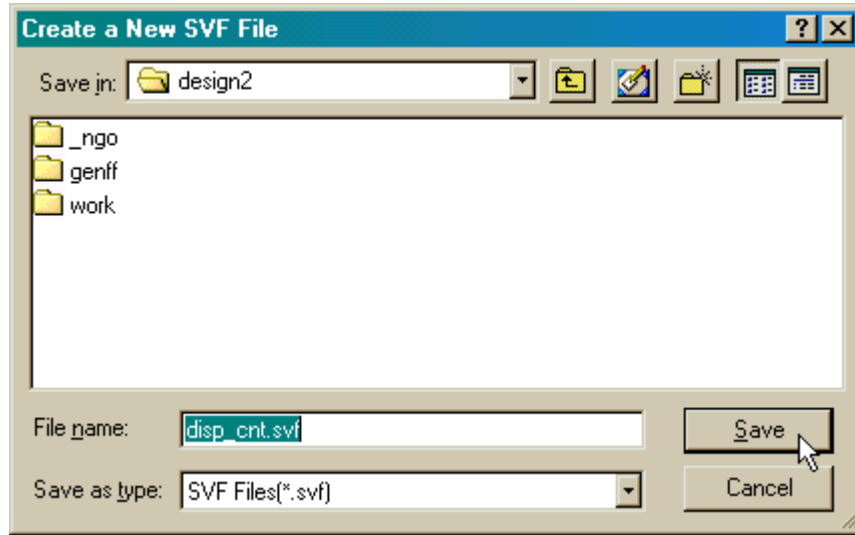 Create a New SVF File
Save in: design2
_ngo
genff
work
File name: disp_cnt.svf Save
Save as type: SVF Files(*.svf) Cancel